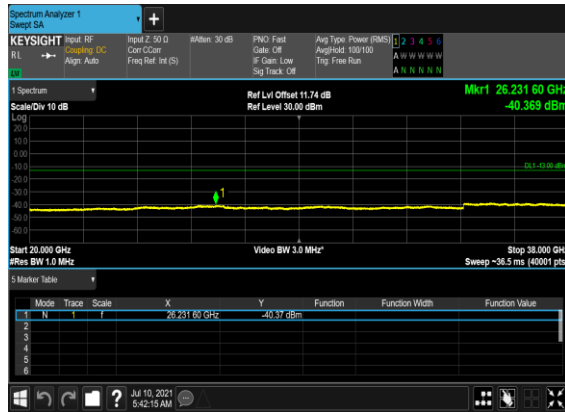 Spectrum Analyzer 1
Swept SA
KEYSIGHT Input: RF Input Z: 50 Ω #Atten: 30 dB PNO: Fast Avg Type: Power (RMS) 1 2 3 4 5 6
RL Coupling: DC Corr CCorr Gate: Off Avg|Hold: 100/100 A W W W W W
Align: Auto Freq Ref: Int (S) IF Gain: Low Trig: Free Run
LW Sig Track: Off A N N N N N
1 Spectrum Ref Lvl Offset 11.74 dB Mkr1 26.231 60 GHz
Scale/Div 10 dB Ref Level 30.00 dBm -40.369 dBm
Log
20.0
10.0
0.00
-10.0 DL1 -13.00 dBm
-20.0
-30.0 1
-40.0
-50.0
-60.0
Start 20.000 GHz Video BW 3.0 MHz* Stop 38.000 GHz
#Res BW 1.0 MHz Sweep ~36.5 ms (40001 pts)
5 Marker Table
Mode Trace Scale X Y Function Function Width Function Value
1 N 1 f 26.231 60 GHz -40.37 dBm
2
3
4
5
6
? Jul 10, 2021
5:42:15 AM